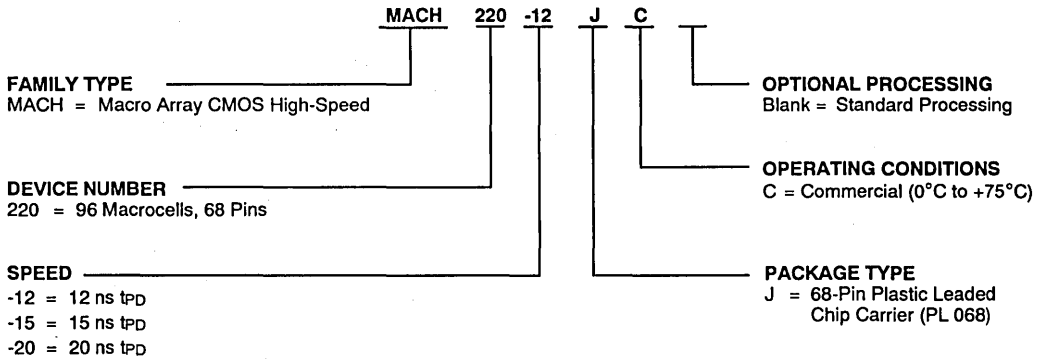 MACH 220 -12 J C
FAMILY TYPE
MACH = Macro Array CMOS High-Speed
DEVICE NUMBER
220 = 96 Macrocells, 68 Pins
SPEED
-12 = 12 ns tPD
-15 = 15 ns tPD
-20 = 20 ns tPD
OPTIONAL PROCESSING
Blank = Standard Processing
OPERATING CONDITIONS
C = Commercial (0°C to +75°C)
PACKAGE TYPE
J = 68-Pin Plastic Leaded
Chip Carrier (PL 068)